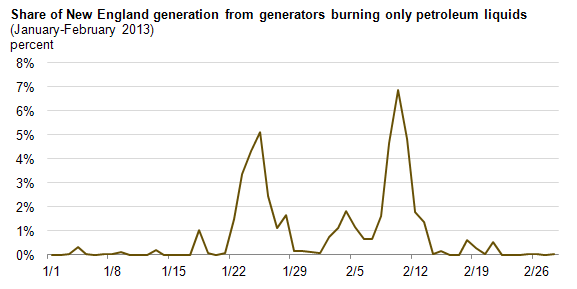 Share of New England generation from generators burning only petroleum liquids
(January-February 2013)
percent
8%
7%
6%
5%
4%
3%
2%
1%
0%
1/1 1/8 1/15 1/22 1/29 2/5 2/12 2/19 2/26